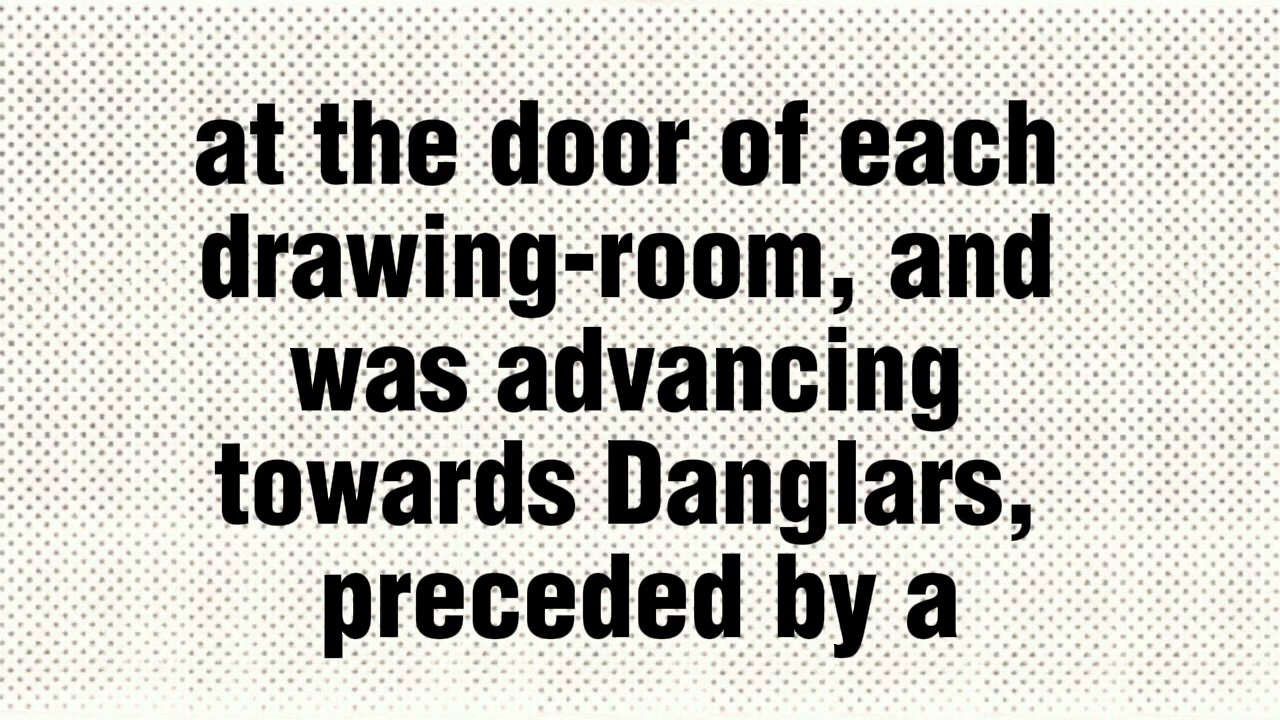 at the door of each
drawing-room, and
was advancing
towards Danglars,
preceded by a